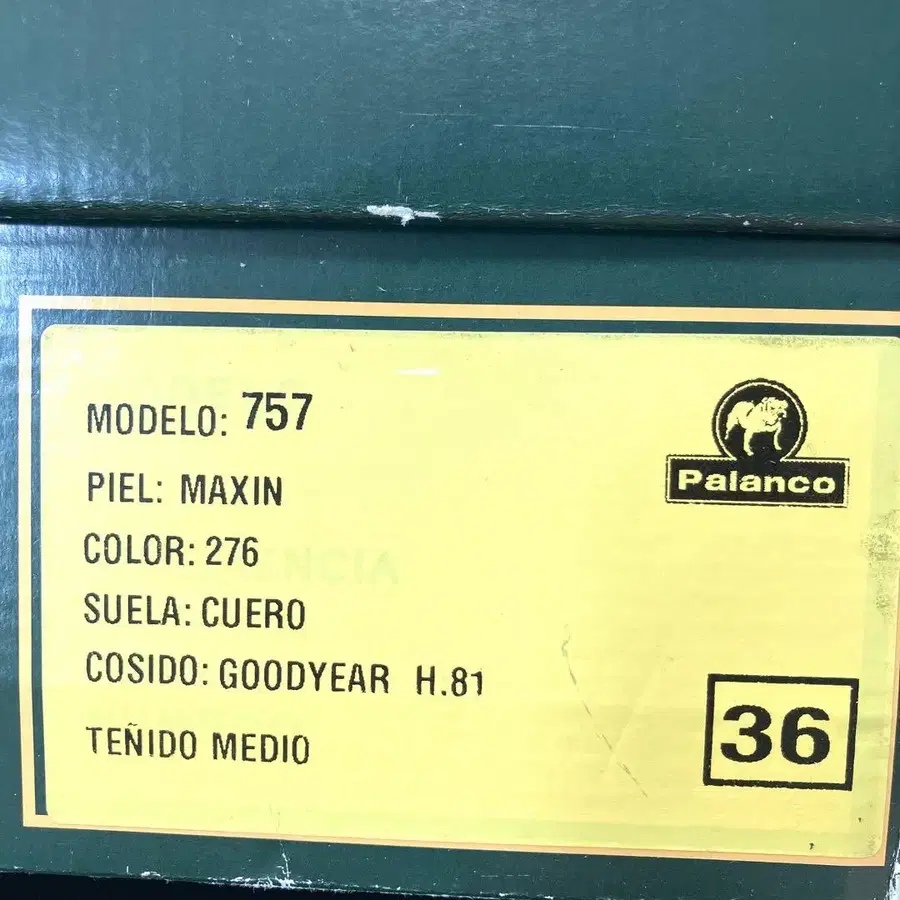 MODELO: 757
Palanco
PIEL: MAXIN
COLOR: 276
SUELA: CUERO
COSIDO: GOODYEAR H.81
TEÑIDO MEDIO
36